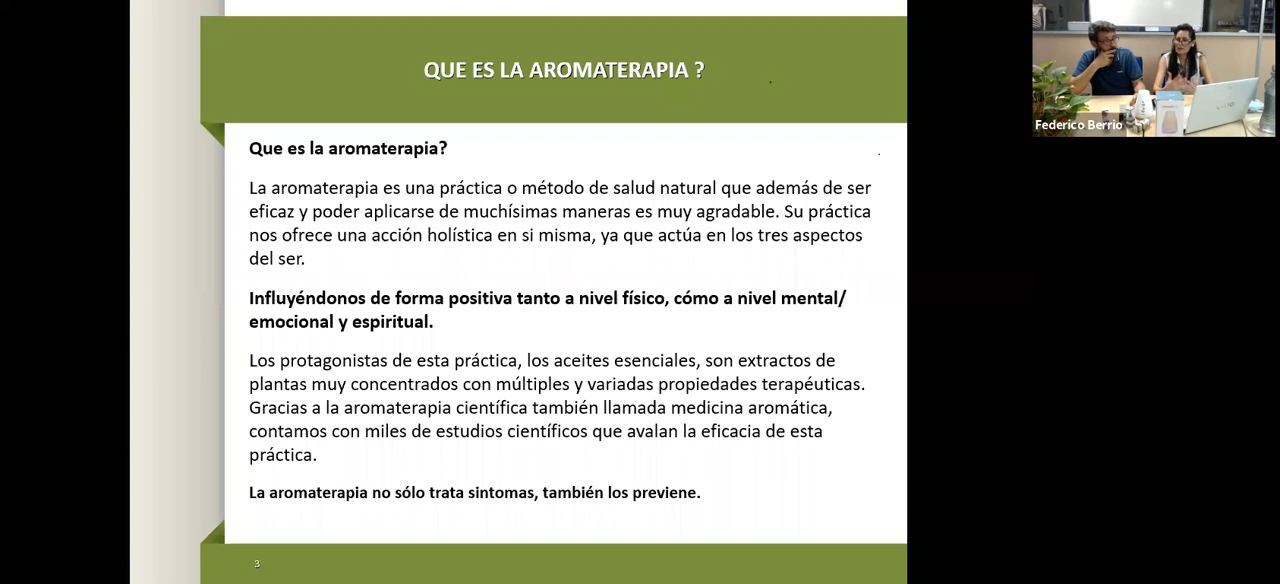 QUE ES LA AROMATERAPIA ?
Federico Berrio
Que es la aromaterapia?
La aromaterapia es una práctica o método de salud natural que además de ser
eficaz y poder aplicarse de muchísimas maneras es muy agradable. Su práctica
nos ofrece una acción holística en si misma, ya que actúa en los tres aspectos
del ser.
Influyéndonos de forma positiva tanto a nivel físico, cómo a nivel mental/
emocional y espiritual.
Los protagonistas de esta práctica, los aceites esenciales, son extractos de
plantas muy concentrados con múltiples y variadas propiedades terapéuticas.
Gracias a la aromaterapia científica también llamada medicina aromática,
contamos con miles de estudios científicos que avalan la eficacia de esta
práctica.
La aromaterapia no sólo trata sintomas, también los previene.
3